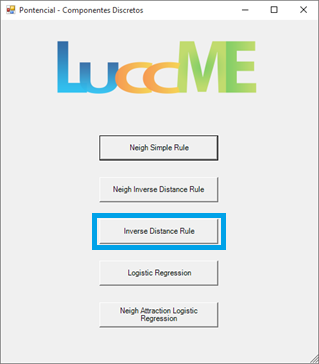 Pontencial - Componentes Discretos
LuccME
Neigh Simple Rule
Neigh Inverse Distance Rule
Inverse Distance Rule
Logistic Regression
Neigh Attraction Logistic
Regression